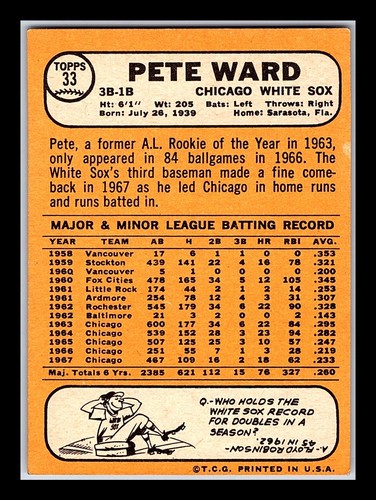 TOPPS
33
PETE WARD
3B-1B CHICAGO WHITE SOX
Ht: 6'1" Wt: 205 Bats: Left Throws: Right
Born: July 26, 1939 Home: Sarasota, Fla.
Pete, a former A.L. Rookie of the Year in 1963,
only appeared in 84 ballgames in 1966. The
White Sox's third baseman made a fine come-
back in 1967 as he led Chicago in home runs
and runs batted in.
MAJOR & MINOR LEAGUE BATTING RECORD
YEAR TEAM AB H 2B 3B HR RBI AVG.
1958 Vancouver 17 6 1 1 0 0 .353
1959 Stockton 439 141 22 4 16 78 .321
1960 Vancouver 5 1 0 0 0 0 .200
1960 Fox Cities 478 165 34 5 12 105 .345
1961 Little Rock 174 44 2 1 2 14 .253
1961 Ardmore 254 78 12 4 3 31 .307
1962 Rochester 545 179 34 6 22 90 .328
1962 Baltimore 21 3 2 0 0 2 .143
1963 Chicago 600 177 34 6 22 84 .295
1964 Chicago 539 152 28 3 23 94 .282
1965 Chicago 507 125 25 3 10 57 .247
1966 Chicago 251 55 7 1 3 28 .219
1967 Chicago 467 109 16 2 18 62 .233
Maj. Totals 6 Yrs. 2385 621 112 15 76 327 .260
Q.-WHO HOLDS THE
WHITE SOX RECORD
FOR DOUBLES IN A
SEASON?
A.-FLOYD ROBINSON-
45 IN 1962.
©T.C.G. PRINTED IN U.S.A.